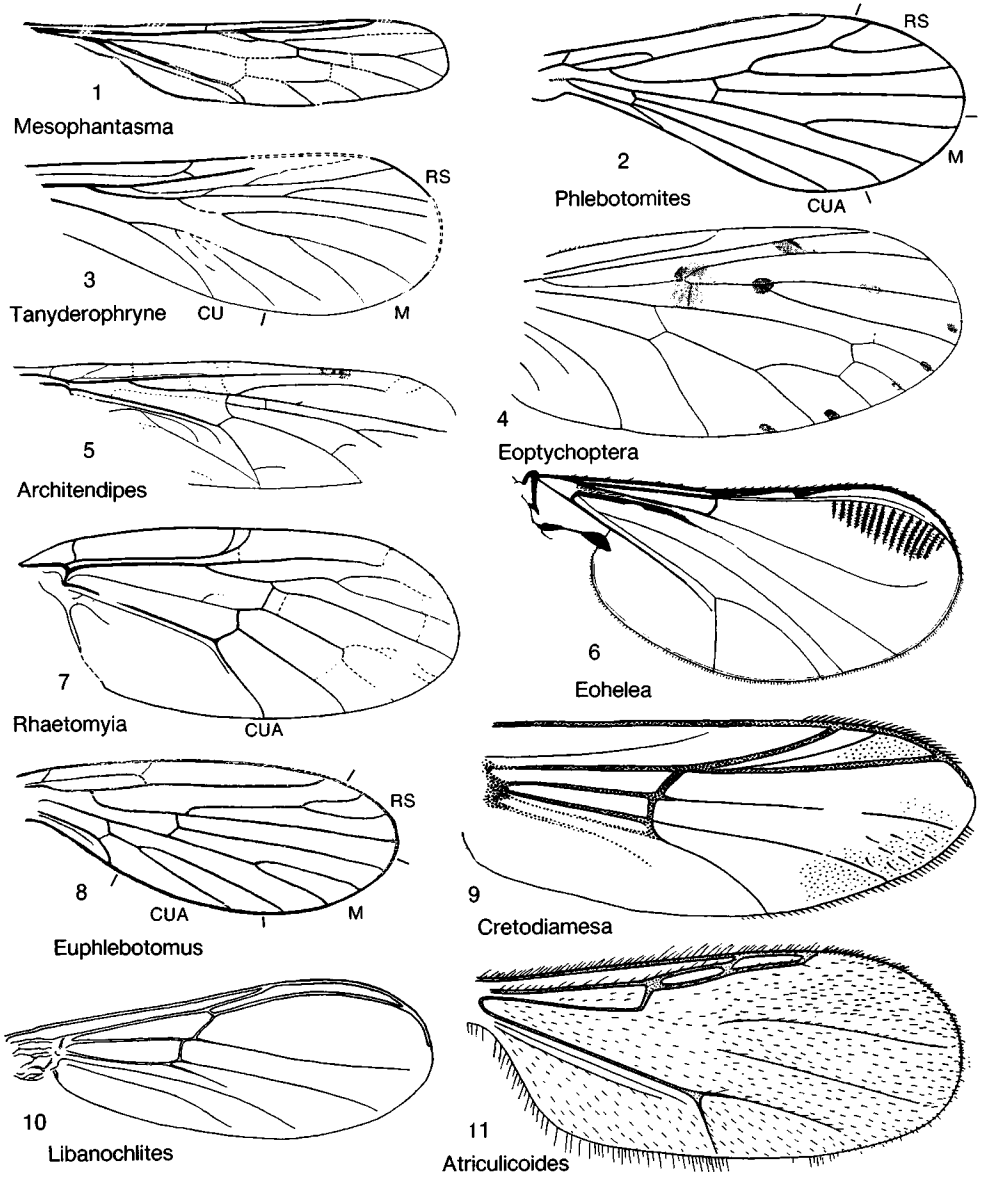 1
Mesophantasma
RS
2
M
Phlebotomites
CUA
RS
3
Tanyderophryne
CU
M
4
Eoptychoptera
5
Architendipes
6
Eohelea
7
Rhaetomyia
CUA
RS
8
CUA
M
Euphlebotomus
9
Cretodiamesa
10
Libanochlites
11
Atriculicoides